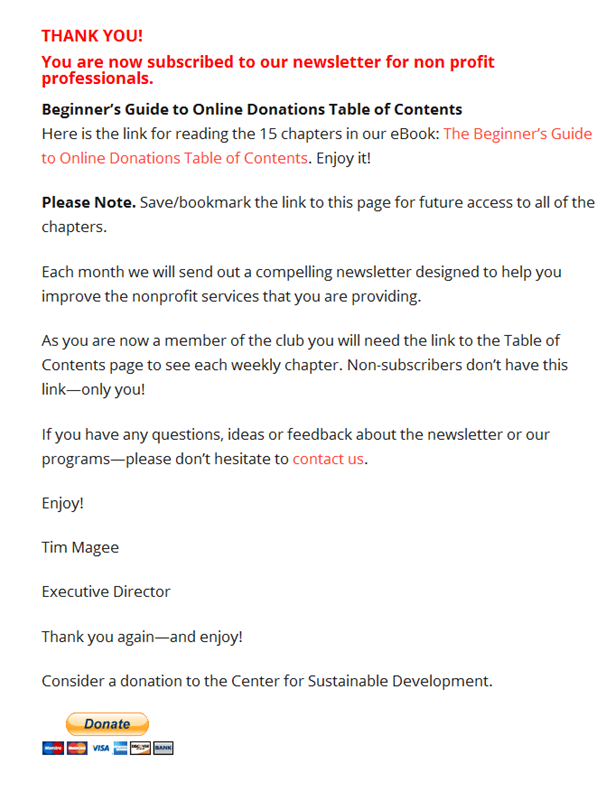 THANK YOU!
You are now subscribed to our newsletter for non profit
professionals.
Beginner’s Guide to Online Donations Table of Contents
Here is the link for reading the 15 chapters in our eBook: The Beginner’s Guide
to Online Donations Table of Contents. Enjoy it!
Please Note. Save/bookmark the link to this page for future access to all of the
chapters.
Each month we will send out a compelling newsletter designed to help you
improve the nonprofit services that you are providing.
As you are now a member of the club you will need the link to the Table of
Contents page to see each weekly chapter. Non-subscribers don’t have this
link—only you!
If you have any questions, ideas or feedback about the newsletter or our
programs—please don’t hesitate to contact us.
Enjoy!
Tim Magee
Executive Director
Thank you again—and enjoy!
Consider a donation to the Center for Sustainable Development.
Donate
VISA BANK